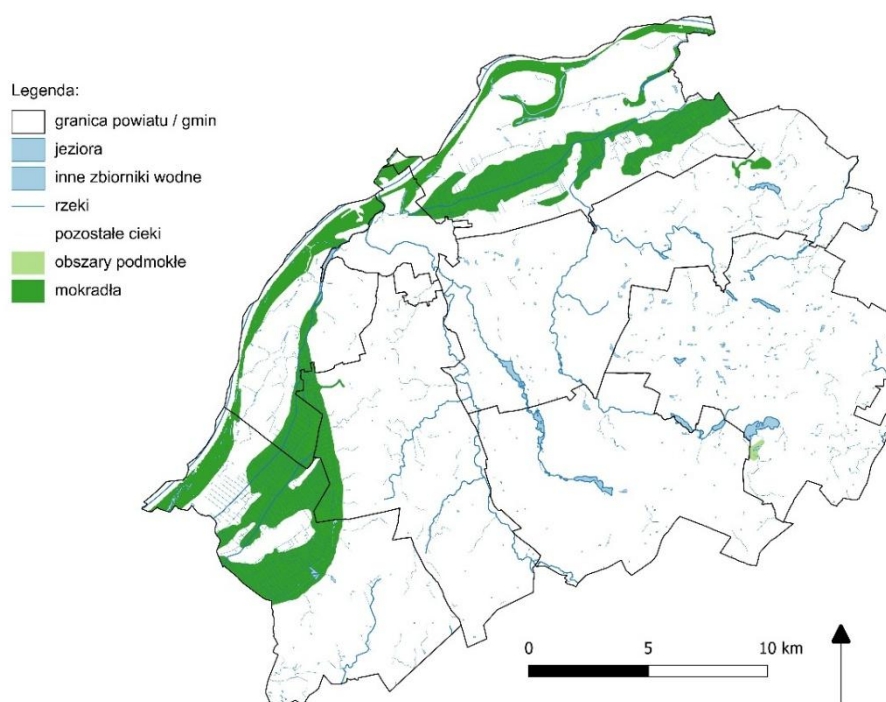 Legenda:
granica powiatu / gmin
jeziora
inne zbiorniki wodne
rzeki
pozostałe cieki
obszary podmokłe
mokradła
0 5 10 km